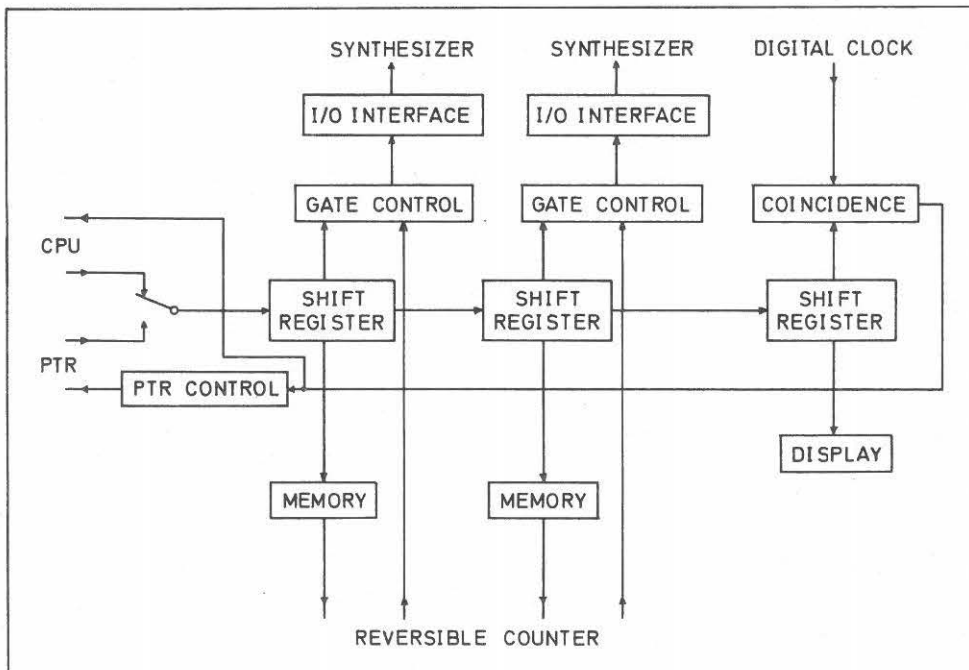 SYNTHESIZER
SYNTHESIZER
DIGITAL CLOCK
I/O INTERFACE
I/O INTERFACE
GATE CONTROL
GATE CONTROL
COINCIDENCE
CPU
SHIFT
REGISTER
SHIFT
REGISTER
SHIFT
REGISTER
PTR
PTR CONTROL
DISPLAY
MEMORY
MEMORY
REVERSIBLE COUNTER